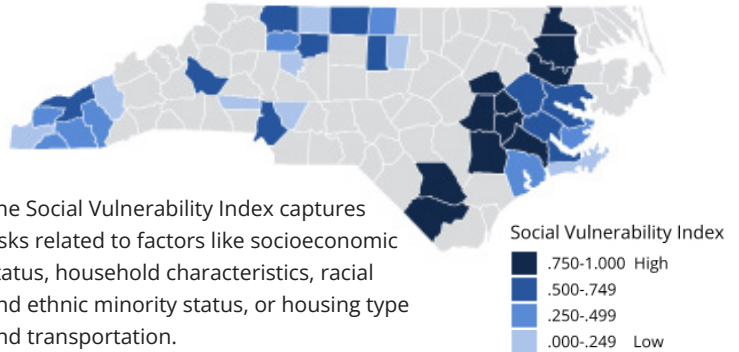 he Social Vulnerability Index captures
sks related to factors like socioeconomic
tatus, household characteristics, racial
nd ethnic minority status, or housing type
nd transportation.
Social Vulnerability Index
.750-1.000 High
.500-.749
.250-.499
.000-.249 Low